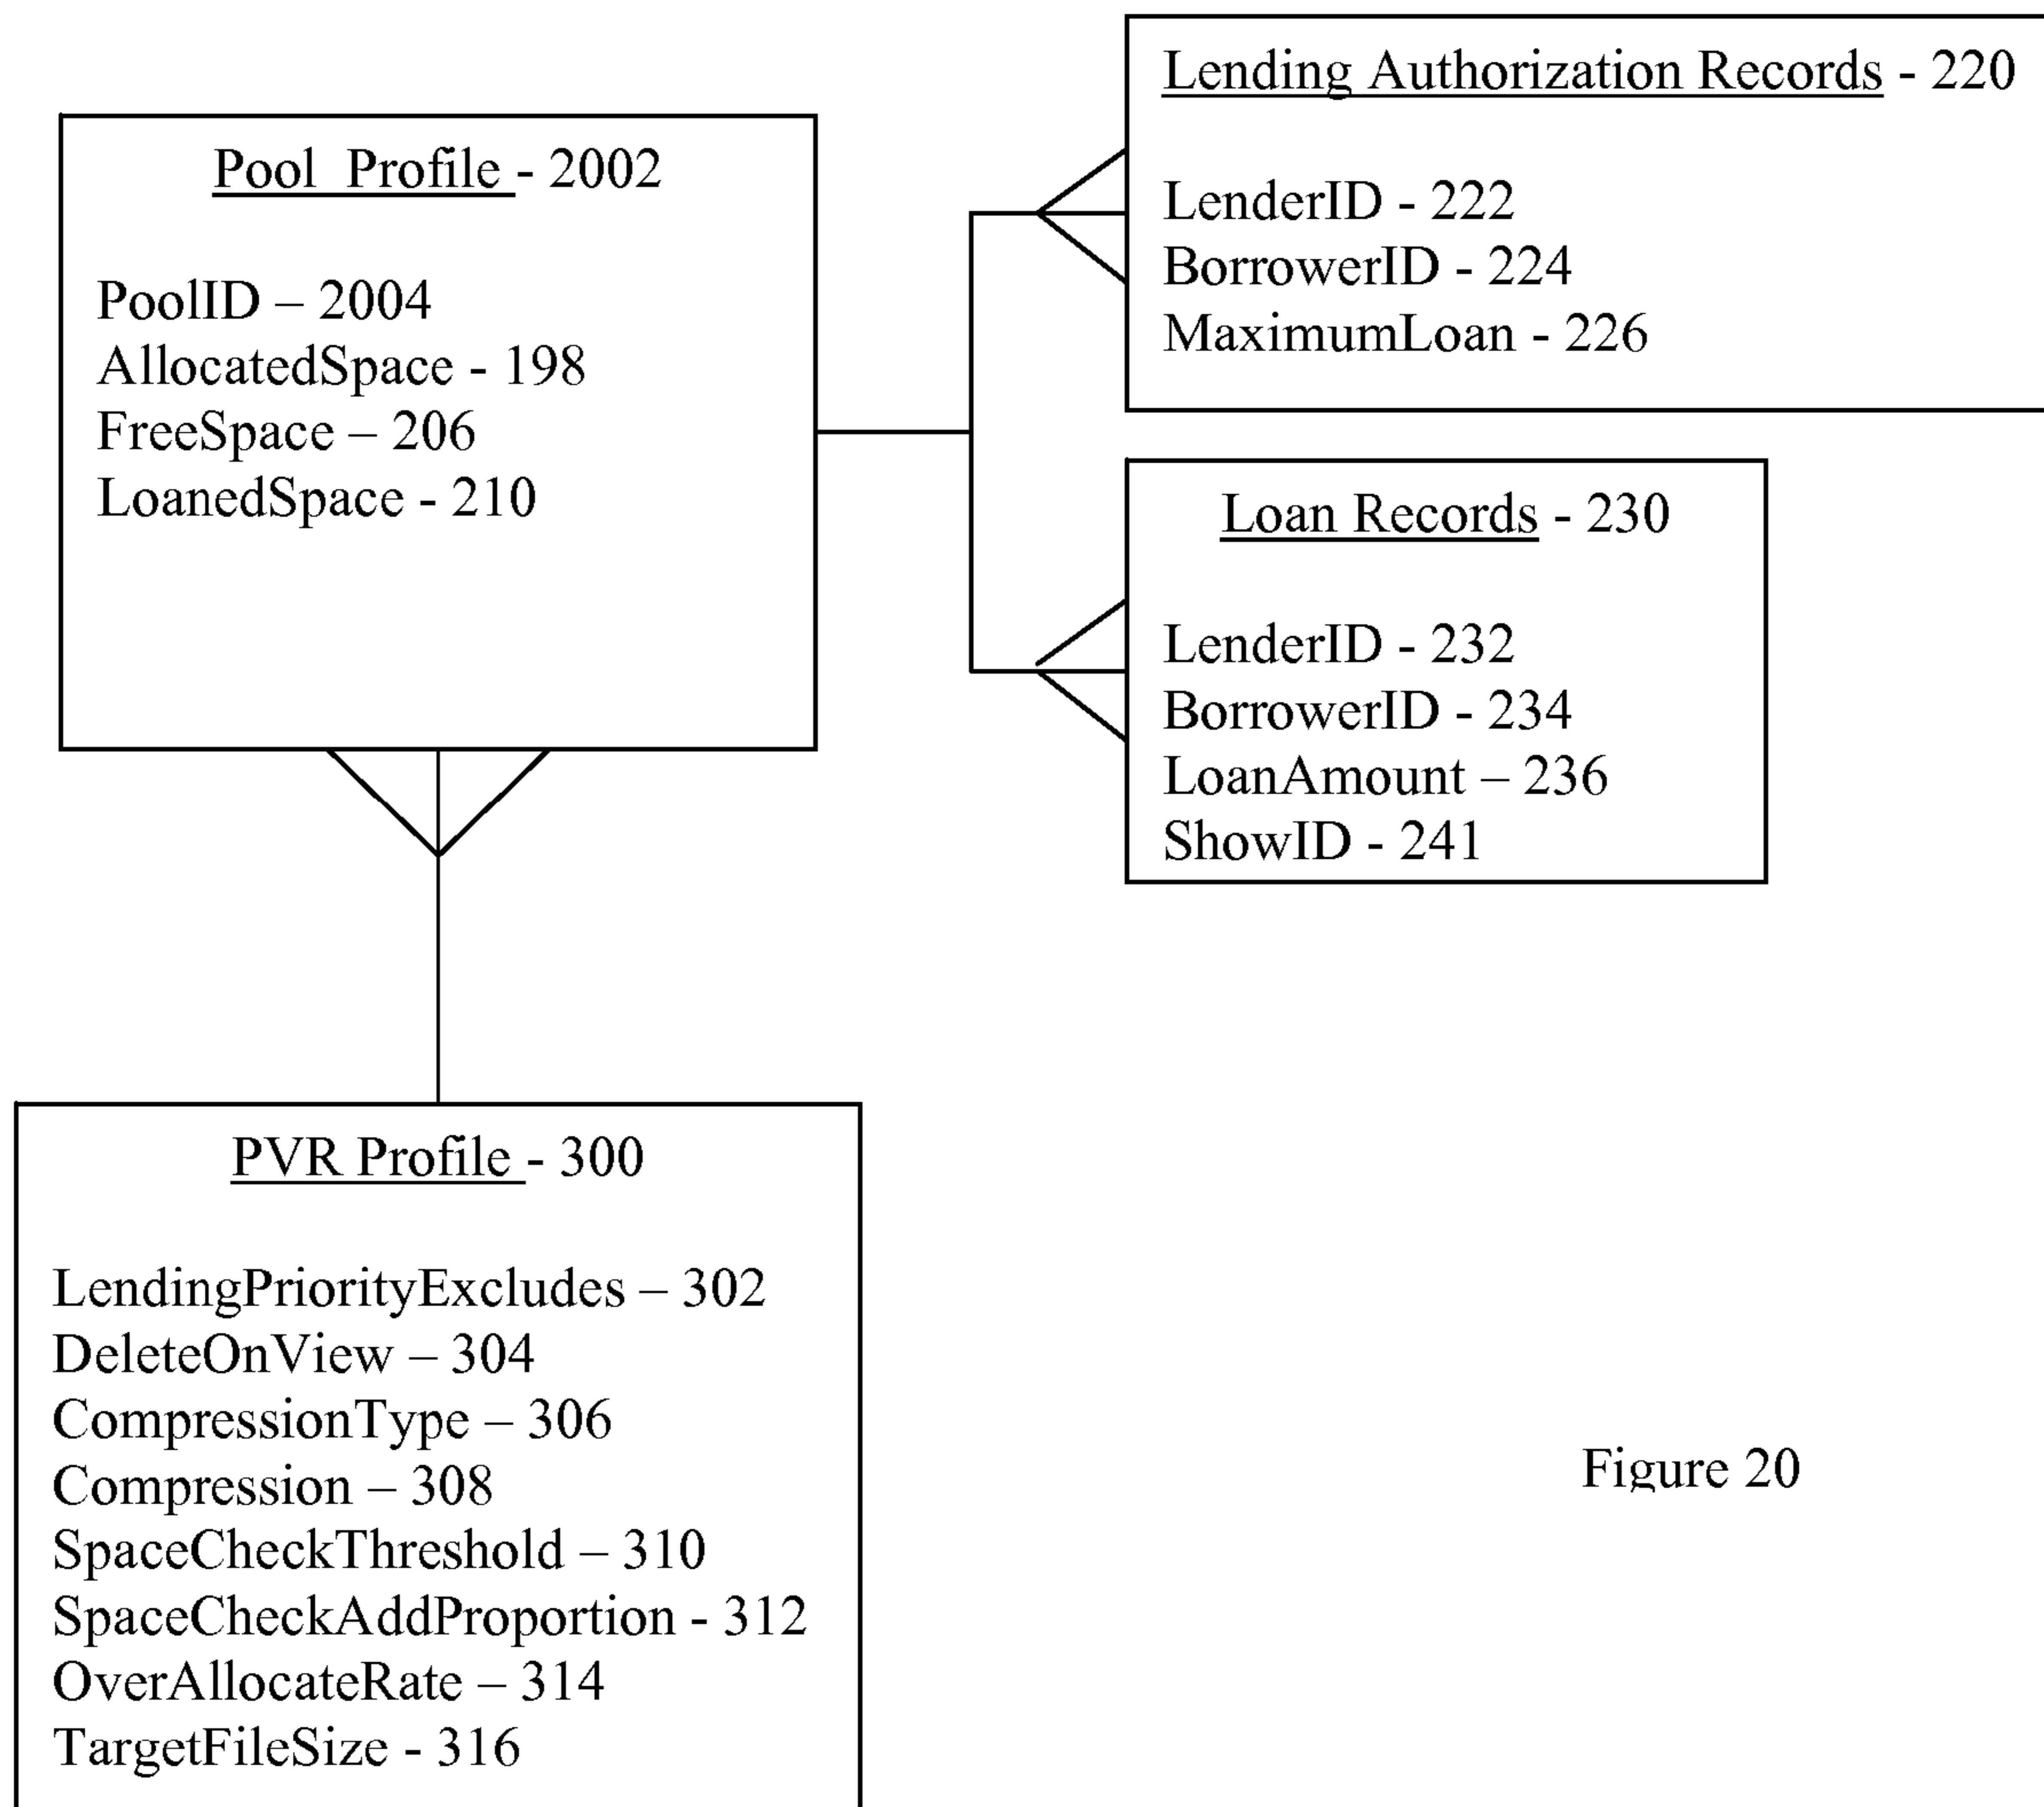 Pool Profile - 2002
PoolID – 2004
AllocatedSpace - 198
FreeSpace – 206
LoanedSpace - 210
Lending Authorization Records - 220
LenderID - 222
BorrowerID - 224
MaximumLoan - 226
Loan Records - 230
LenderID - 232
BorrowerID - 234
LoanAmount – 236
ShowID - 241
PVR Profile - 300
LendingPriorityExcludes – 302
DeleteOnView – 304
CompressionType – 306
Compression – 308
SpaceCheckThreshold – 310
SpaceCheckAddProportion - 312
OverAllocateRate – 314
TargetFileSize - 316
Figure 20